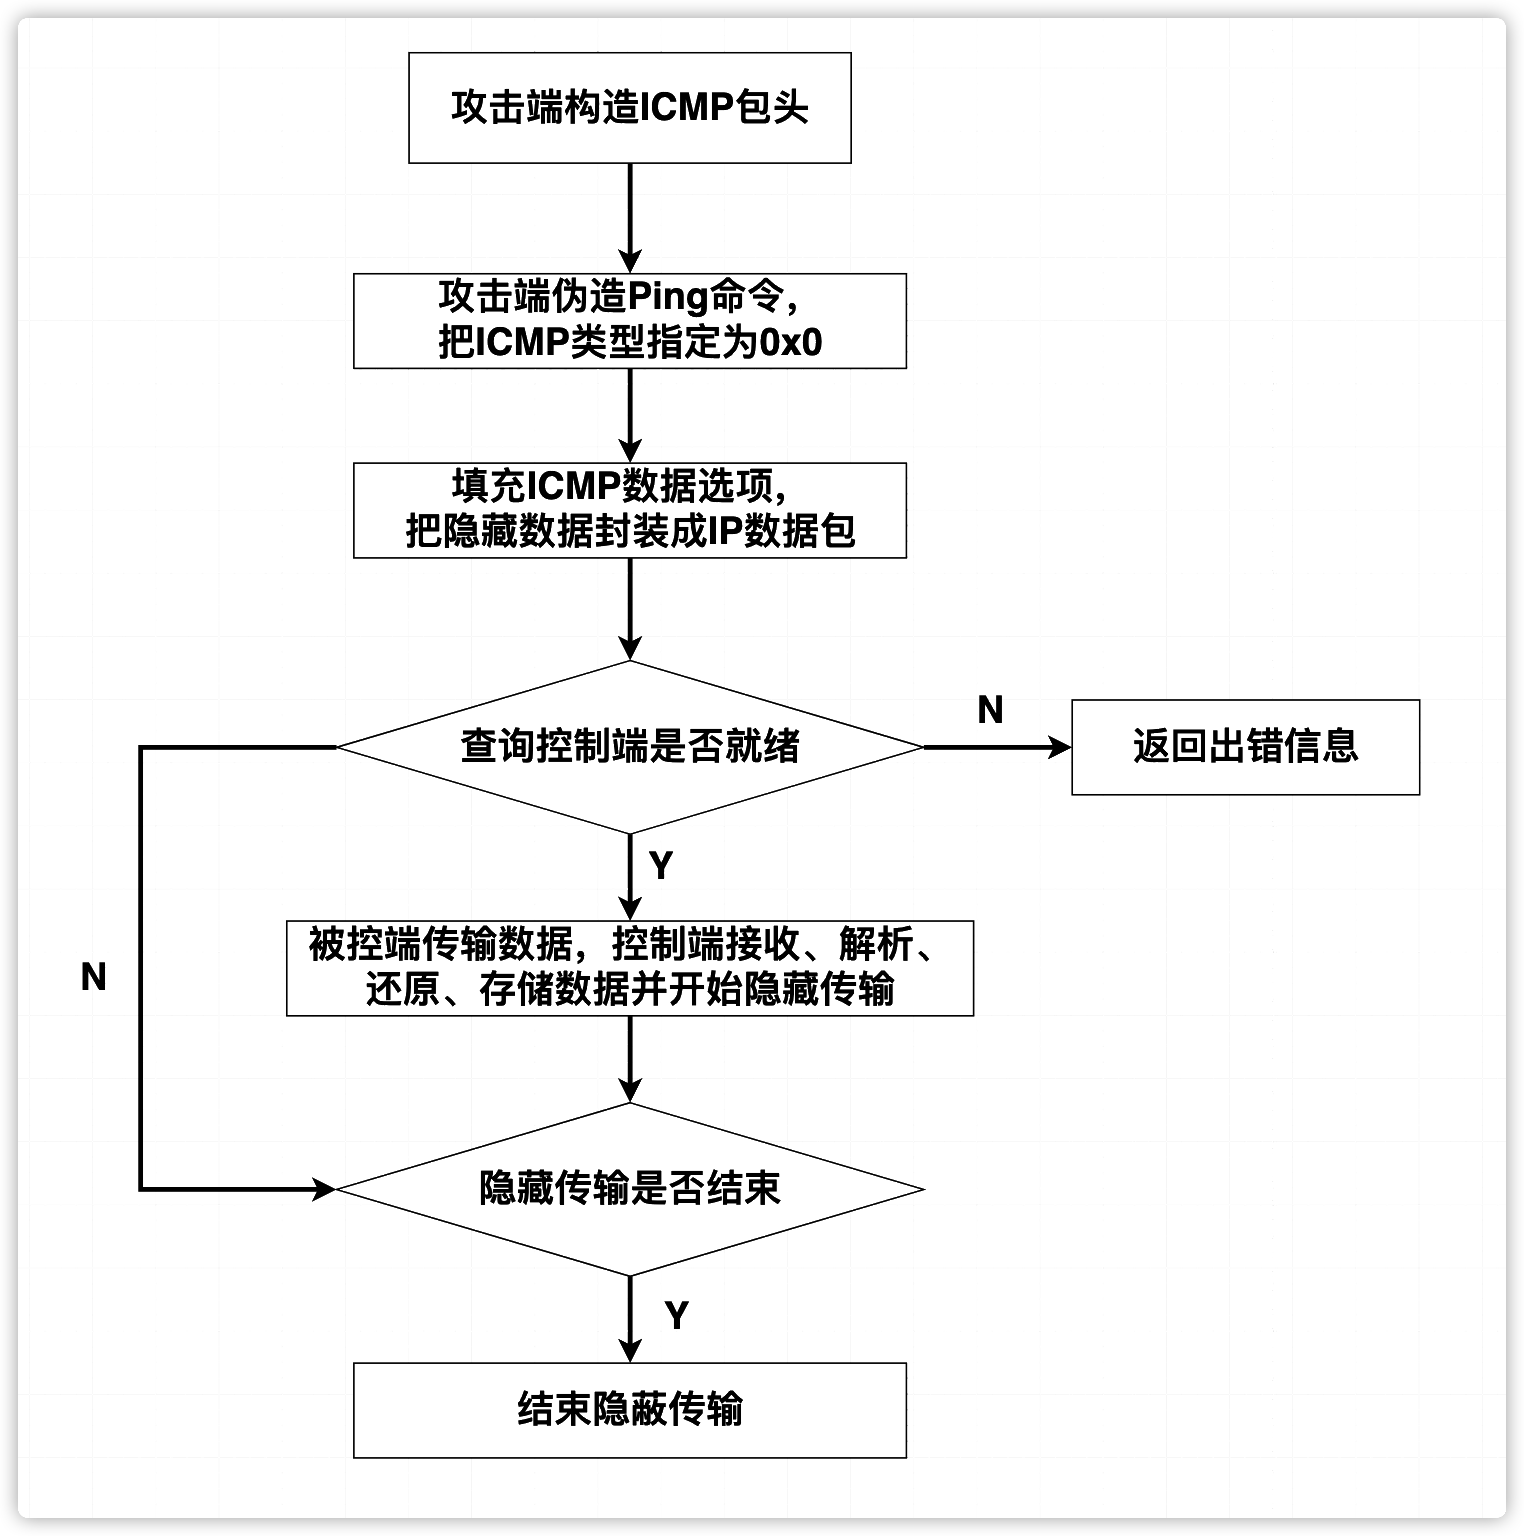 攻击端构造ICMP包头
攻击端伪造Ping命令，
把ICMP类型指定为0x0
填充ICMP数据选项，
把隐藏数据封装成IP数据包
查询控制端是否就绪
N
返回出错信息
Y
被控端传输数据，控制端接收、解析、
还原、存储数据并开始隐藏传输
N
隐藏传输是否结束
Y
结束隐蔽传输